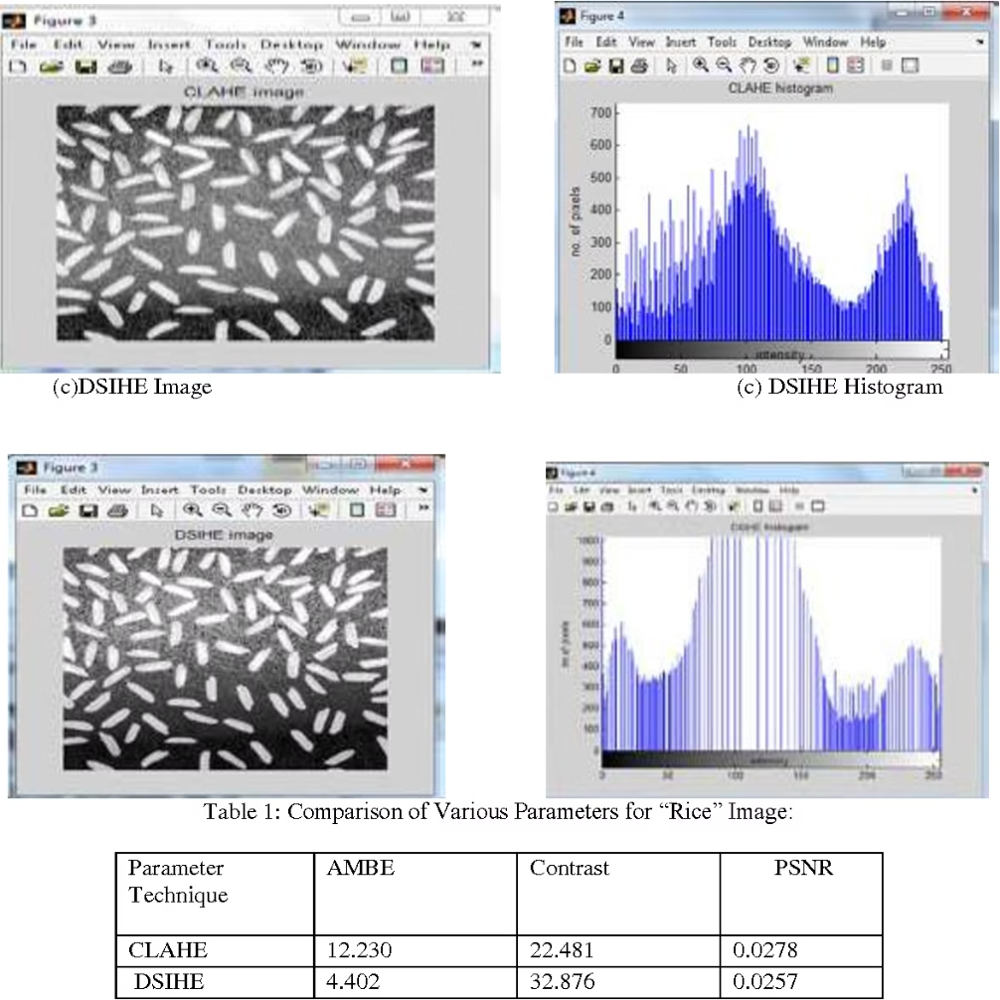 Figure 3
File Edit View Insert Tools Desktop Window Help
CLAHE image
Figure 4
File Edit View Insert Tools Desktop Window Help
CLAHE histogram
700
600
500
400
300
200
100
0
no. of pixels
intensity
0 50 100 150 200 250
(c)DSIHE Image
(c) DSIHE Histogram
Figure 3
File Edit View Insert Tools Desktop Window Help
DSIHE image
Figure 4
File Edit View Insert Tools Desktop Window Help
DSIHE histogram
1000
900
800
700
600
500
400
300
200
100
0
no of pixels
intensity
0 50 100 150 200 250
Table 1: Comparison of Various Parameters for “Rice” Image:
Parameter AMBE Contrast PSNR
Technique
CLAHE 12.230 22.481 0.0278
DSIHE 4.402 32.876 0.0257